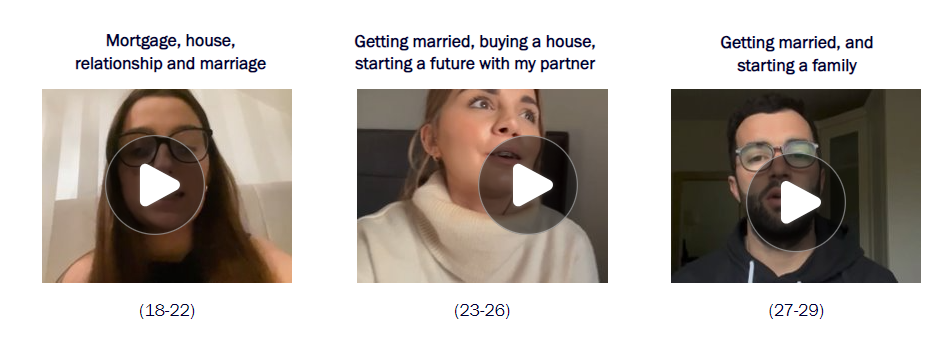 Mortgage, house,
relationship and marriage
Getting married, buying a house,
starting a future with my partner
Getting married, and
starting a family
(18-22)
(23-26)
(27-29)